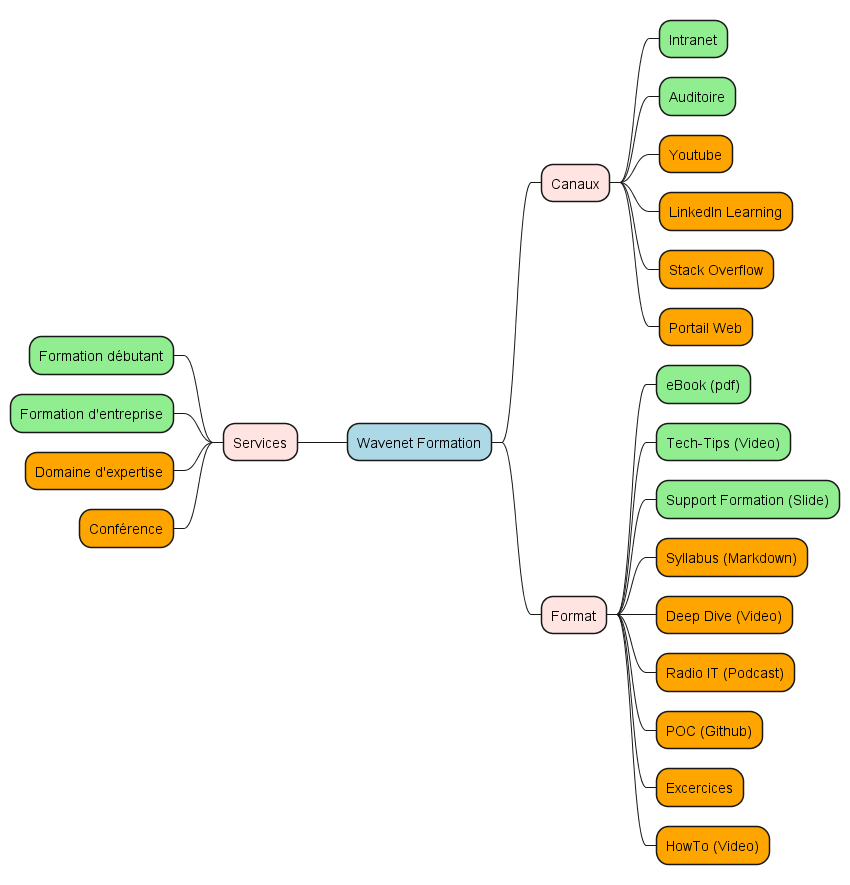 Wavenet Formation
Canaux
Intranet
Auditoire
Youtube
LinkedIn Learning
Stack Overflow
Portail Web
Format
eBook (pdf)
Tech-Tips (Video)
Support Formation (Slide)
Syllabus (Markdown)
Deep Dive (Video)
Radio IT (Podcast)
POC (Github)
Excercices
HowTo (Video)
Services
Formation débutant
Formation d'entreprise
Domaine d'expertise
Conférence